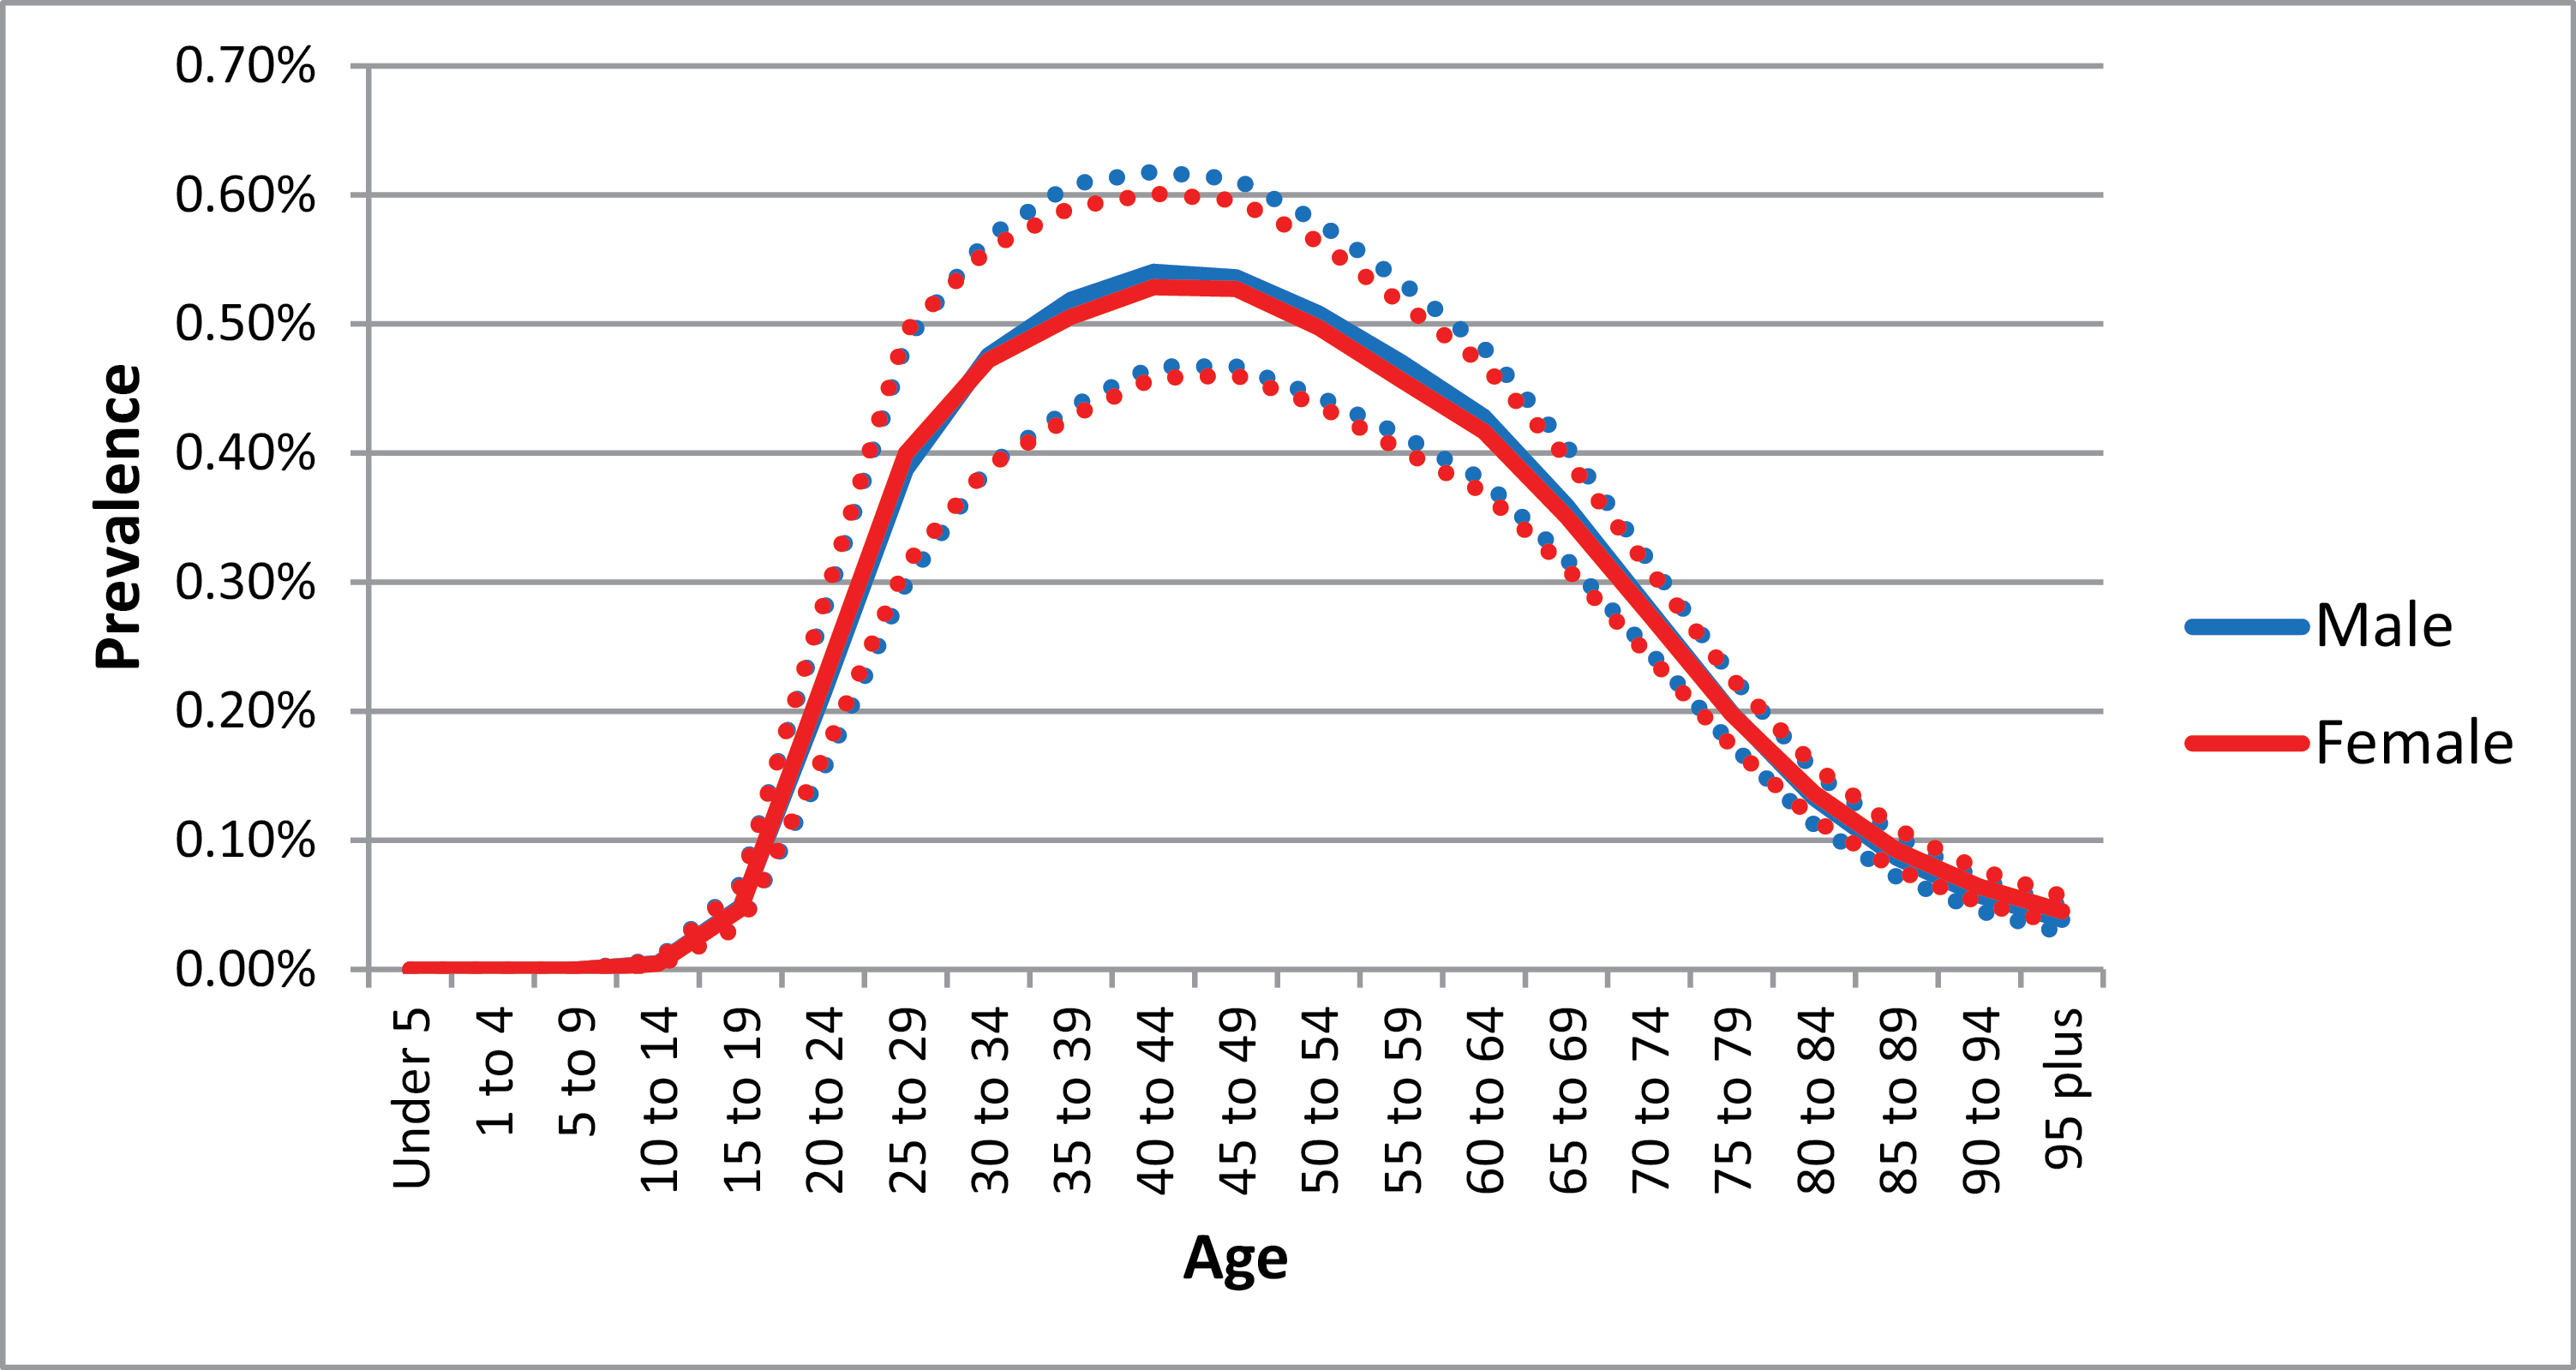 0.70%
0.60%
0.50%
0.40%
0.30%
0.20%
0.10%
0.00%
Prevalence
Under 5
1 to 4
5 to 9
10 to 14
15 to 19
20 to 24
25 to 29
30 to 34
35 to 39
40 to 44
45 to 49
50 to 54
55 to 59
60 to 64
65 to 69
70 to 74
75 to 79
80 to 84
85 to 89
90 to 94
95 plus
Age
Male
Female